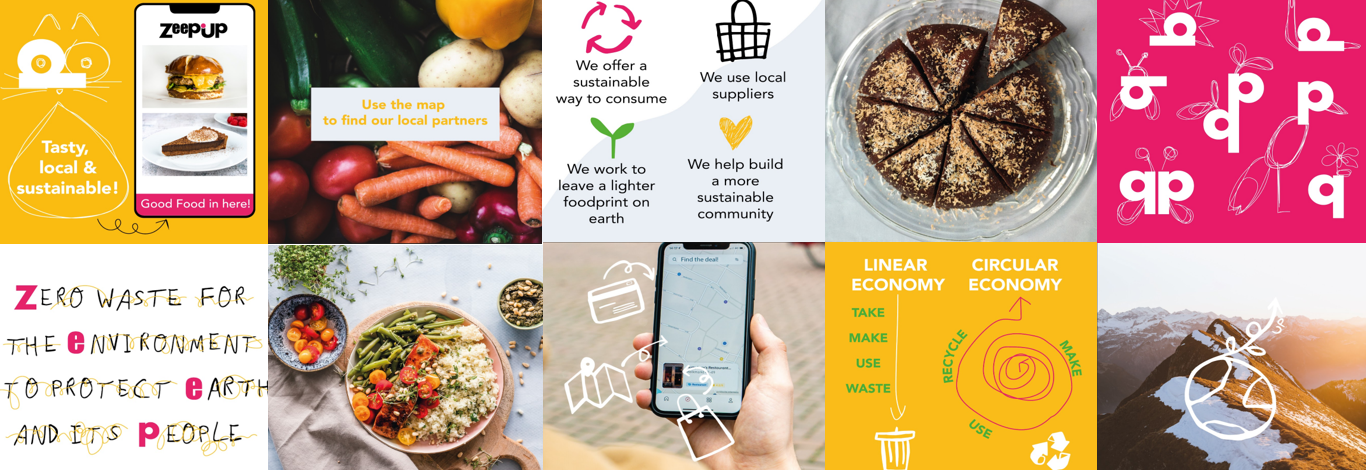 ZEEPUP
Tasty,
local &
sustainable!
Good Food in here!
Use the map
to find our local partners
We offer a
sustainable
way to consume
We use local
suppliers
We work to
leave a lighter
foodprint on
earth
We help build
a more
sustainable
community
p
p
q
p
q
p
qp
q
ZERO WASTE FOR
THE ENVIRONMENT
TO PROTECT EARTH
AND ITS PEOPLE
Find the deal!
LINEAR
ECONOMY
TAKE
MAKE
USE
WASTE
CIRCULAR
ECONOMY
RECYCLE
MAKE
USE